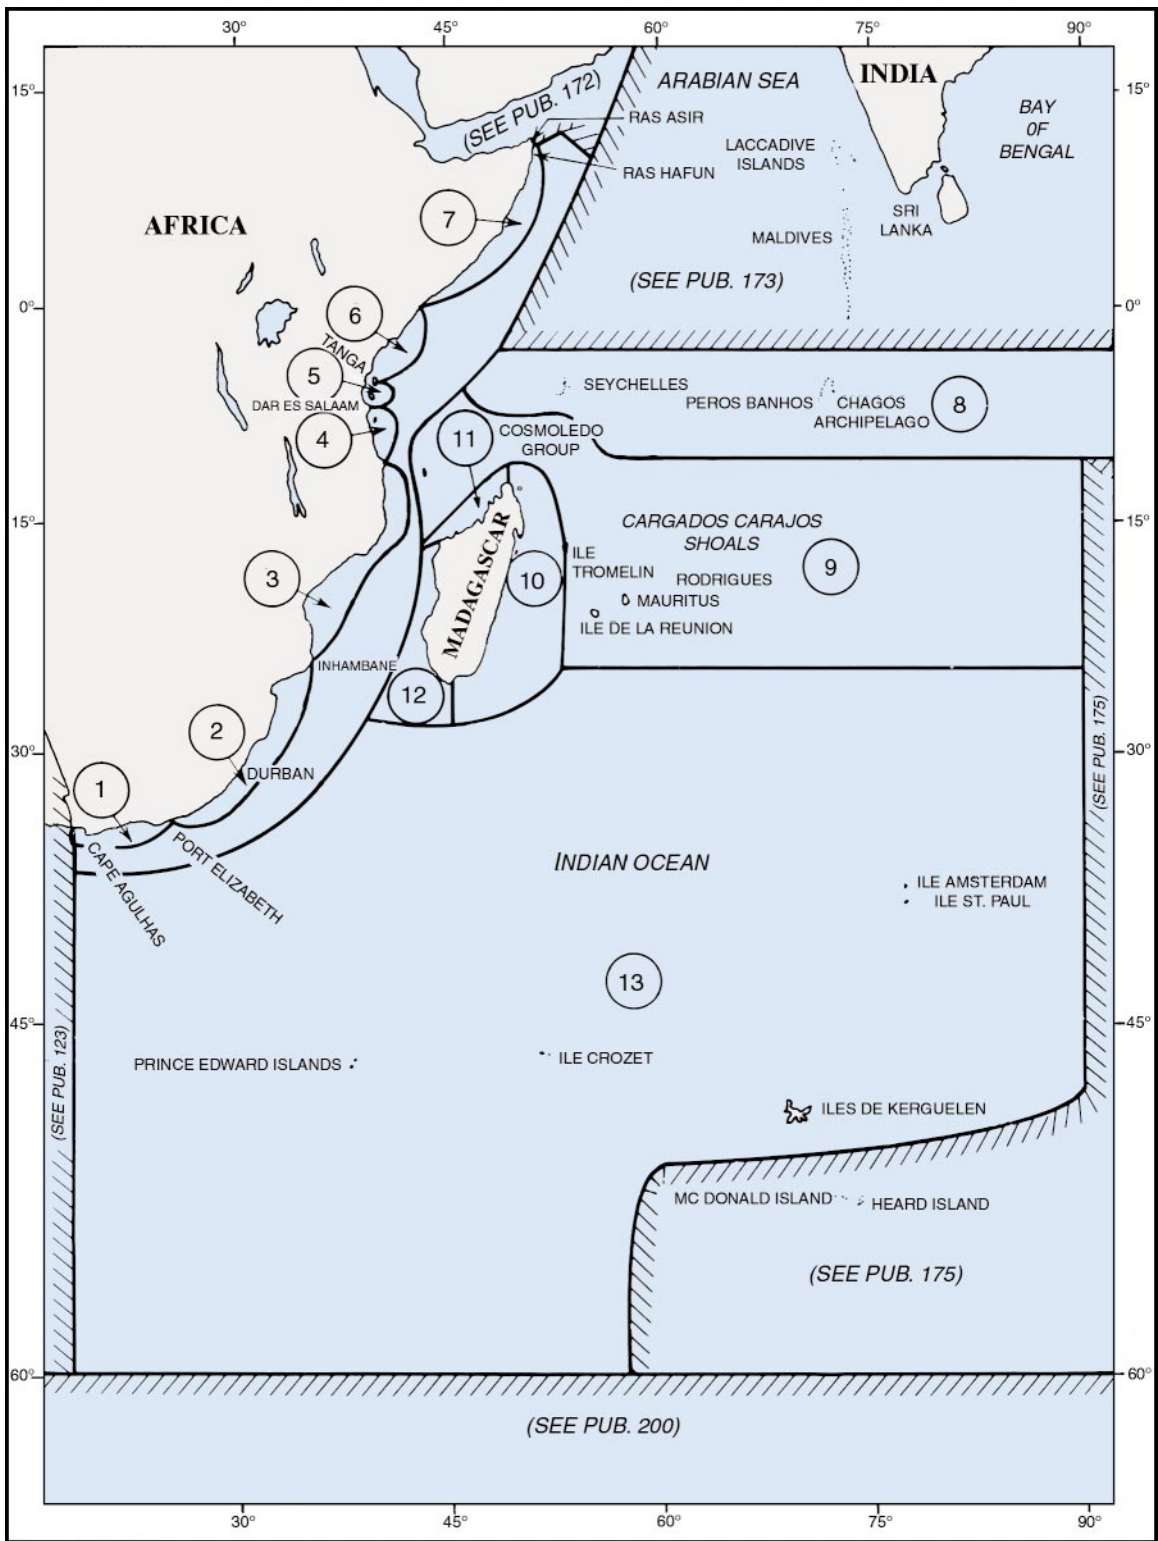 30°
45°
60°
75°
90°
15°
15°
ARABIAN SEA
INDIA
(SEE PUB. 172)
BAY
OF
BENGAL
RAS ASIR
LACCADIVE
ISLANDS
RAS HAFUN
AFRICA
7
SRI
LANKA
MALDIVES
(SEE PUB. 173)
0°
0°
6
TANGA
5
SEYCHELLES
PEROS BANHOS
CHAGOS
ARCHIPELAGO
8
DAR ES SALAAM
4
11
COSMOLEDO
GROUP
15°
15°
CARGADOS CARAJOS
SHOALS
MADAGASCAR
ILE
TROMELIN
3
10
RODRIGUES
9
MAURITUS
ILE DE LA REUNION
INHAMBANE
12
2
30°
30°
(SEE PUB. 175)
DURBAN
1
CAPE AGULHAS
PORT ELIZABETH
INDIAN OCEAN
ILE AMSTERDAM
ILE ST. PAUL
13
45°
45°
(SEE PUB. 123)
PRINCE EDWARD ISLANDS
ILE CROZET
ILES DE KERGUELEN
MC DONALD ISLAND
HEARD ISLAND
(SEE PUB. 175)
60°
60°
(SEE PUB. 200)
30°
45°
60°
75°
90°